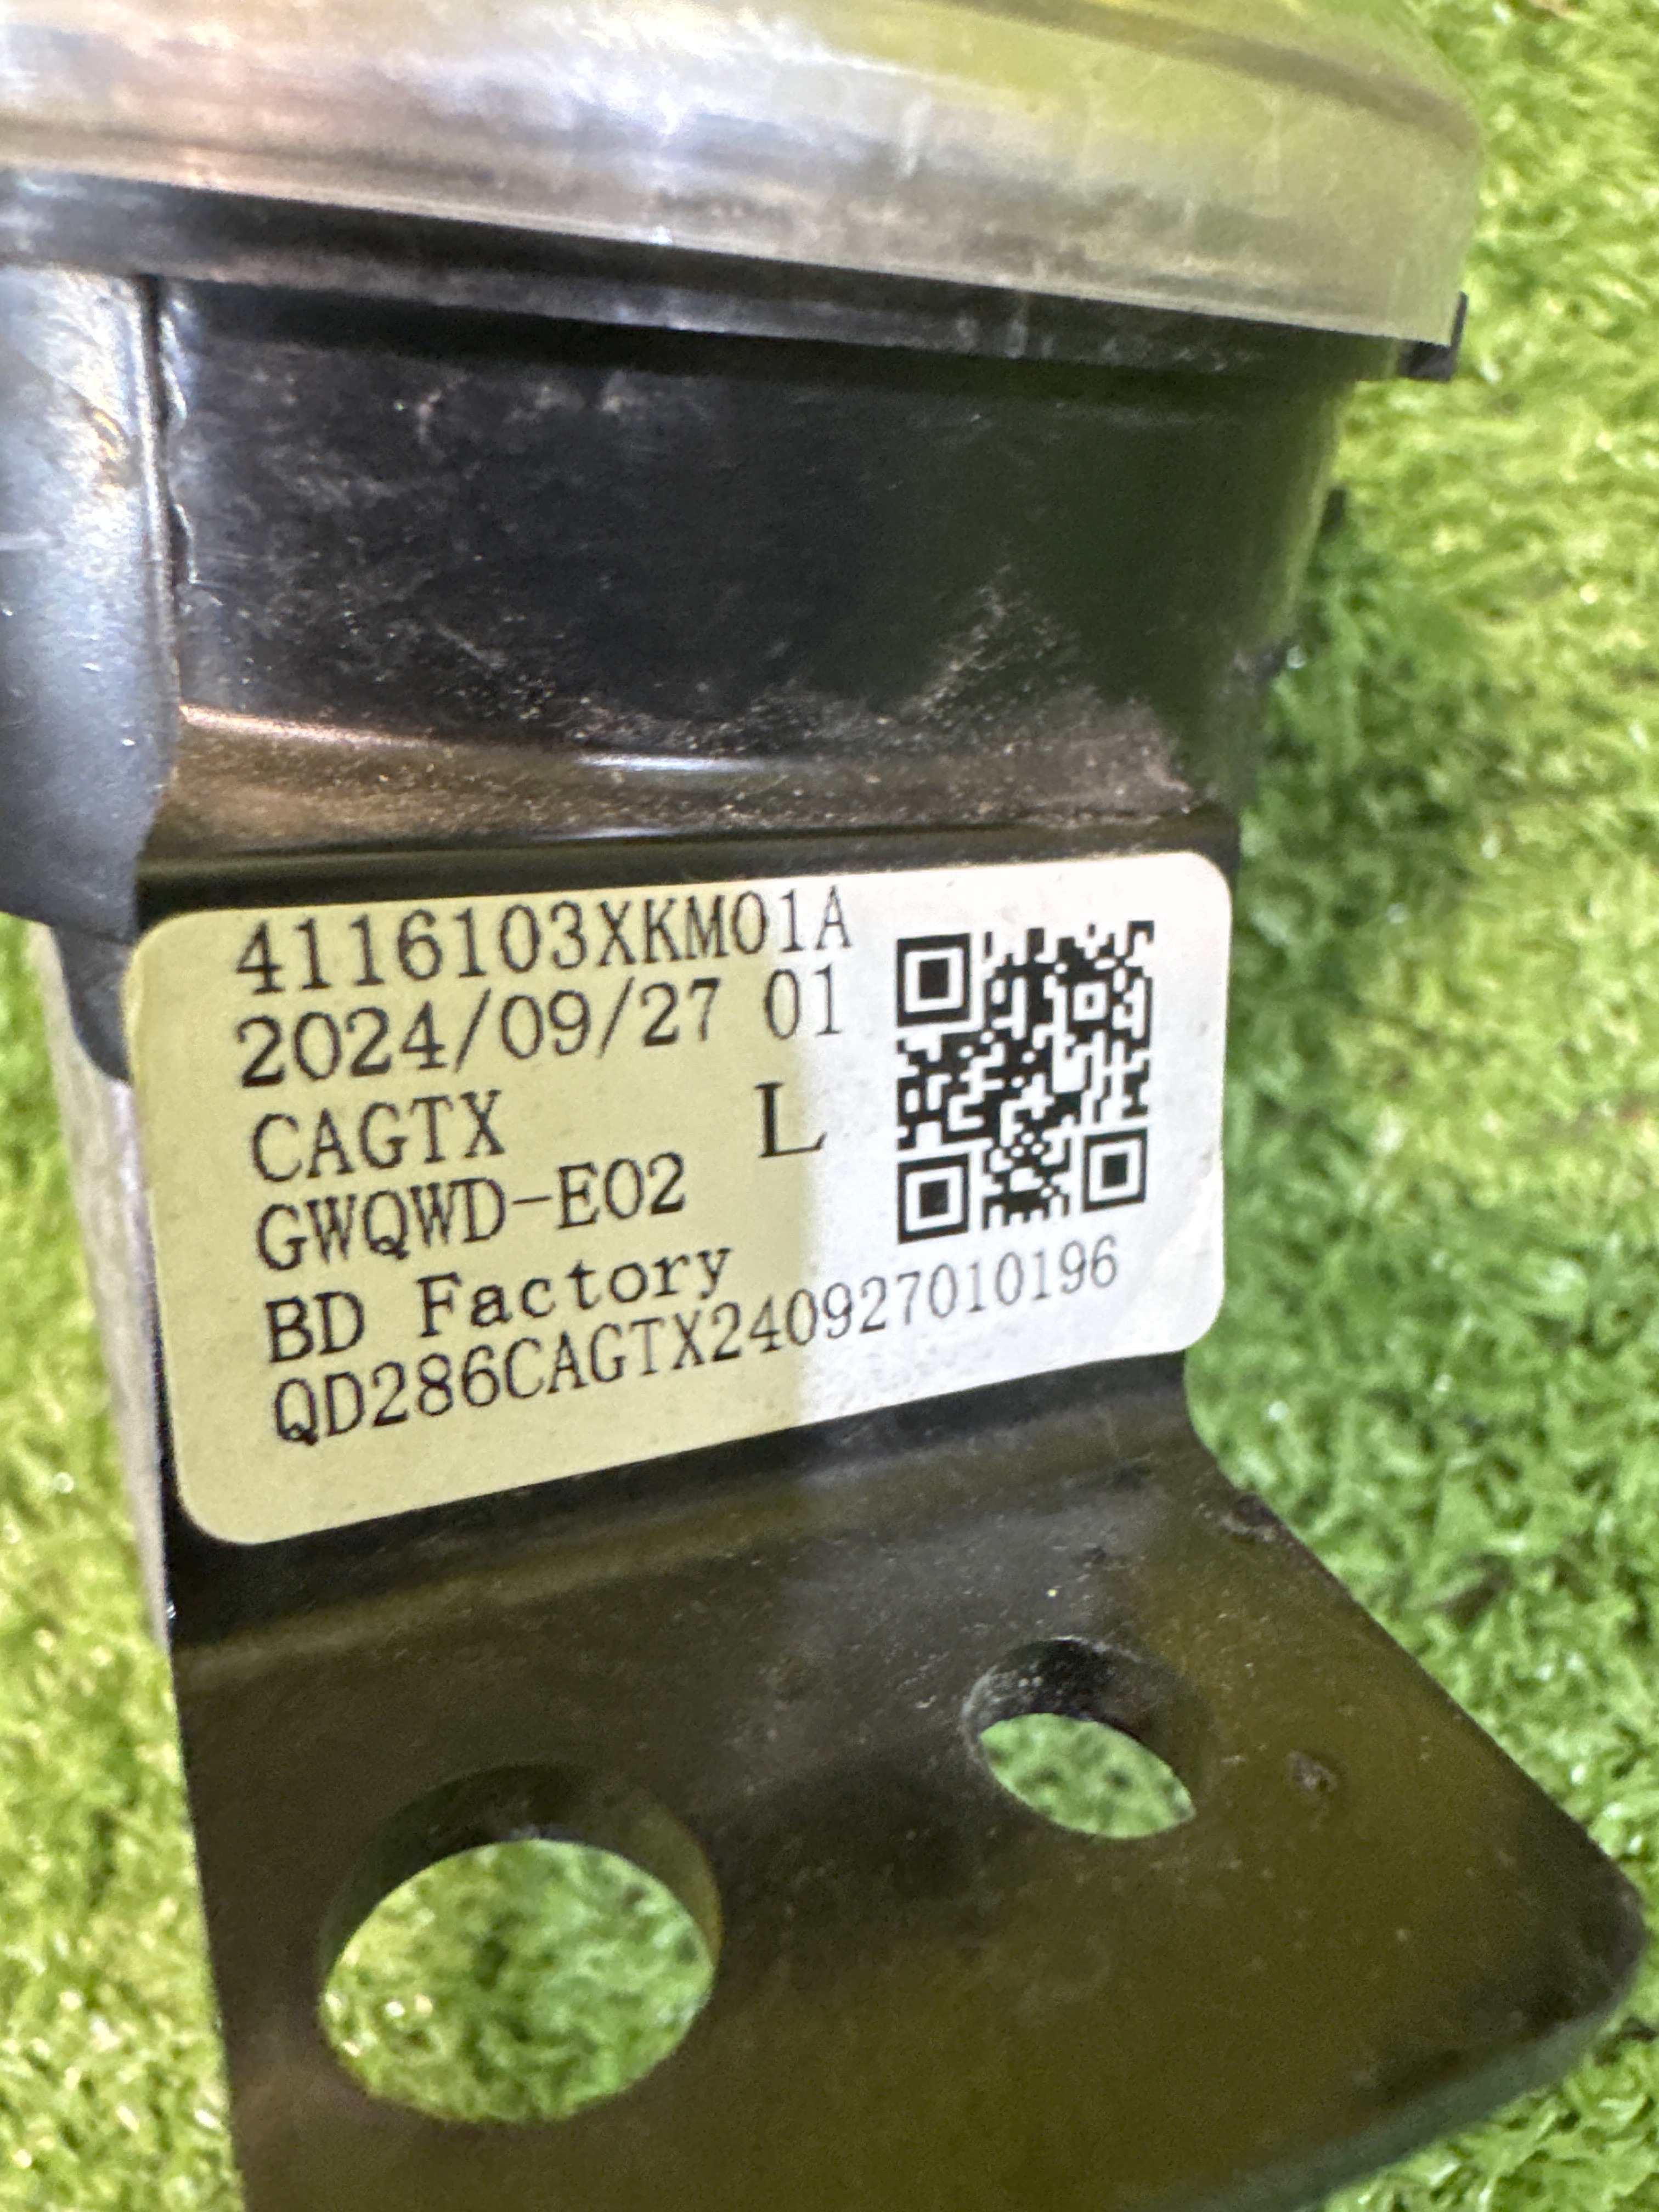 4116103XKM01A
2024/09/27 01
CAGTX L
GWQWD-E02
BD Factory
QD286CAGTX240927010196